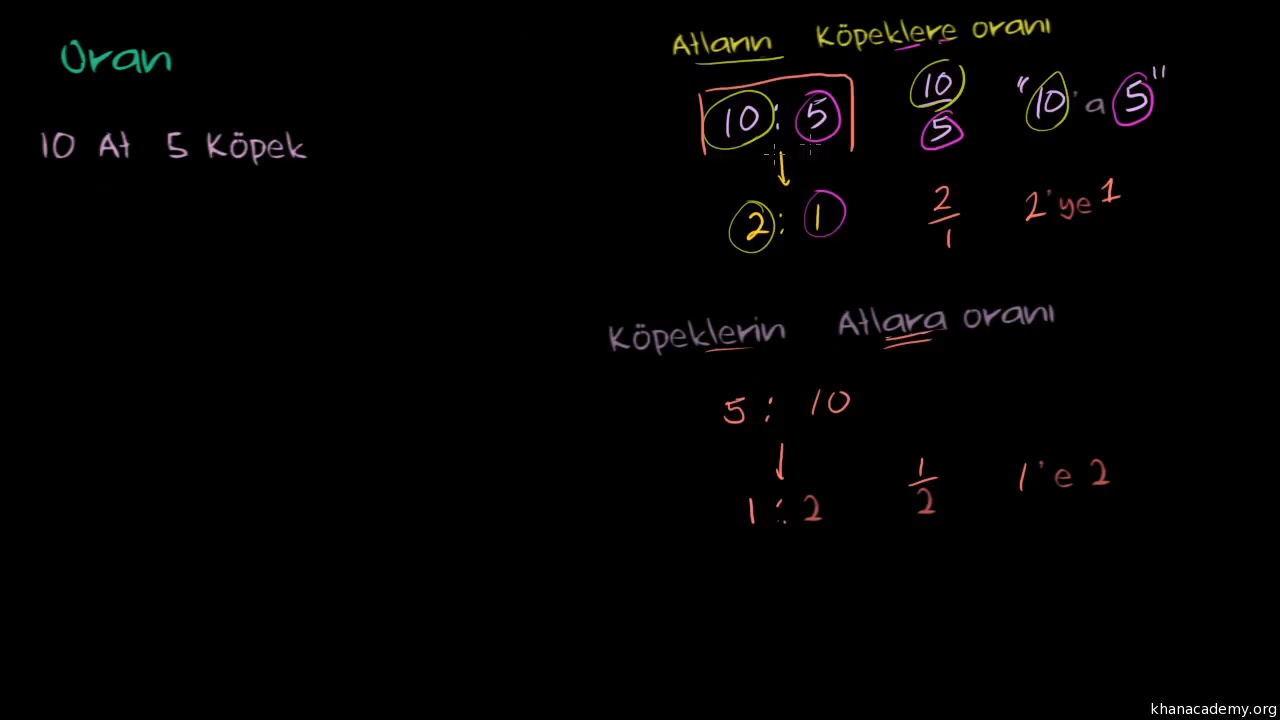 Oran
10 At 5 Köpek
Atların Köpeklere oranı
10 : 5 10/5 "10'a 5"
2 : 1 2/1 2'ye 1
Köpeklerin Atlara oranı
5 : 10
1 : 2 1/2 1'e 2
khanacademy.org